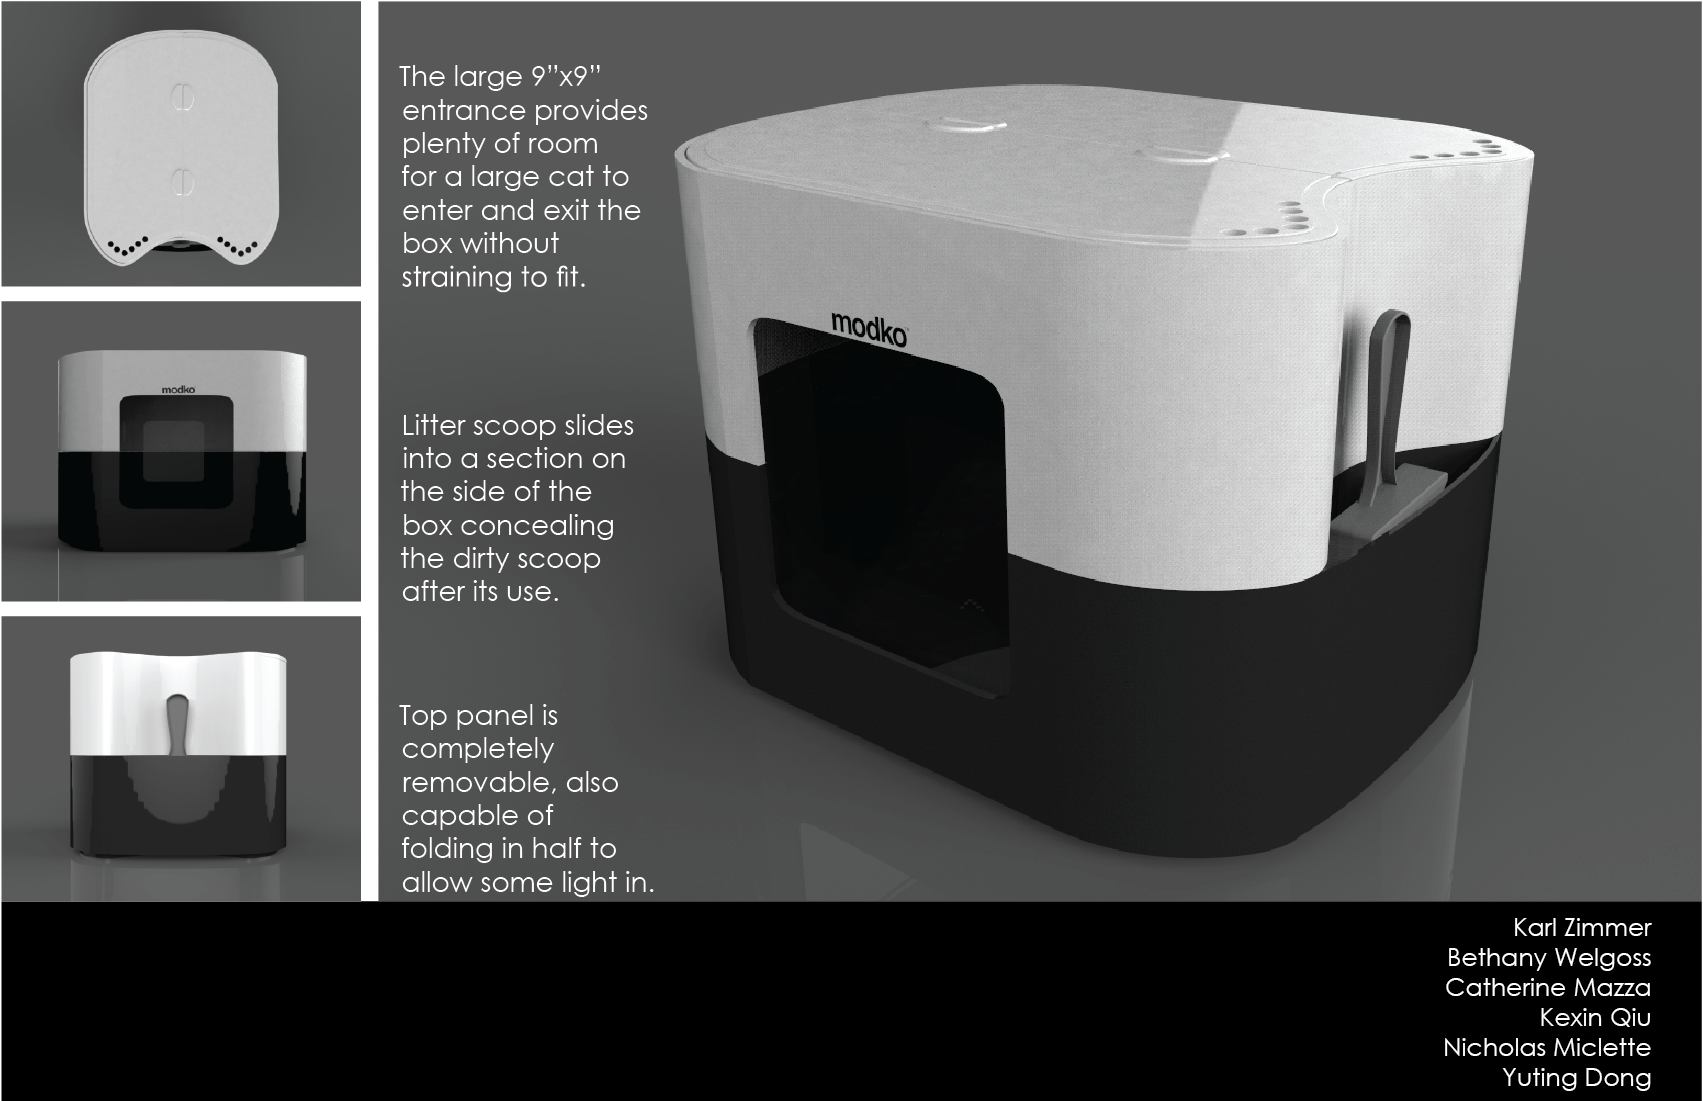 The large 9”x9”
entrance provides
plenty of room
for a large cat to
enter and exit the
box without
straining to fit.
Litter scoop slides
into a section on
the side of the
box concealing
the dirty scoop
after its use.
Top panel is
completely
removable, also
capable of
folding in half to
allow some light in.
modko
modko
Karl Zimmer
Bethany Welgoss
Catherine Mazza
Kexin Qiu
Nicholas Miclette
Yuting Dong